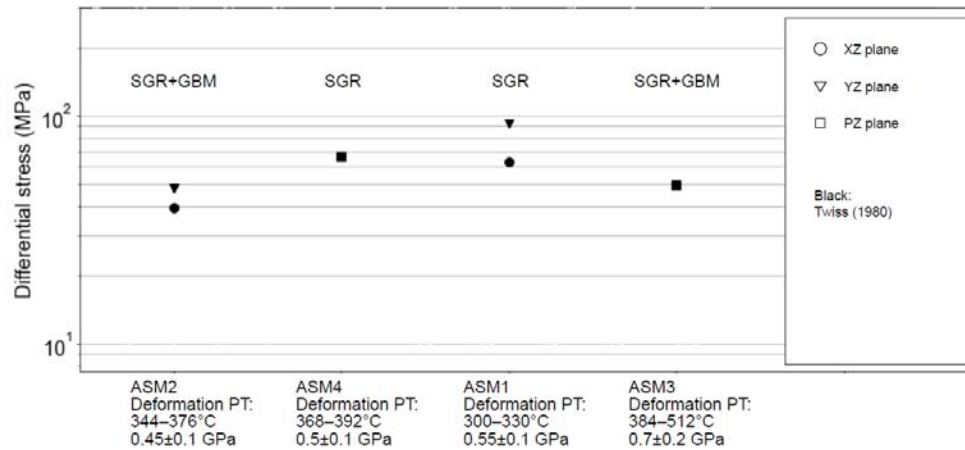 Differential stress (MPa)
10²
10¹
SGR+GBM
SGR
SGR
SGR+GBM
ASM2
Deformation PT:
344–376°C
0.45±0.1 GPa
ASM4
Deformation PT:
368–392°C
0.5±0.1 GPa
ASM1
Deformation PT:
300–330°C
0.55±0.1 GPa
ASM3
Deformation PT:
384–512°C
0.7±0.2 GPa
XZ plane
YZ plane
PZ plane
Black:
Twiss (1980)